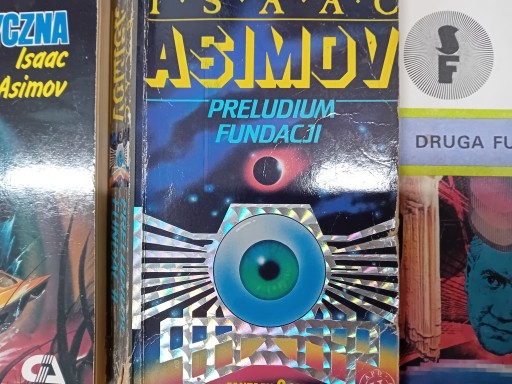 YCZNA
Isaac
Asimov
ISAAC
ASIMOV
PRELUDIUM
FUNDACJI
SF
DRUGA FU